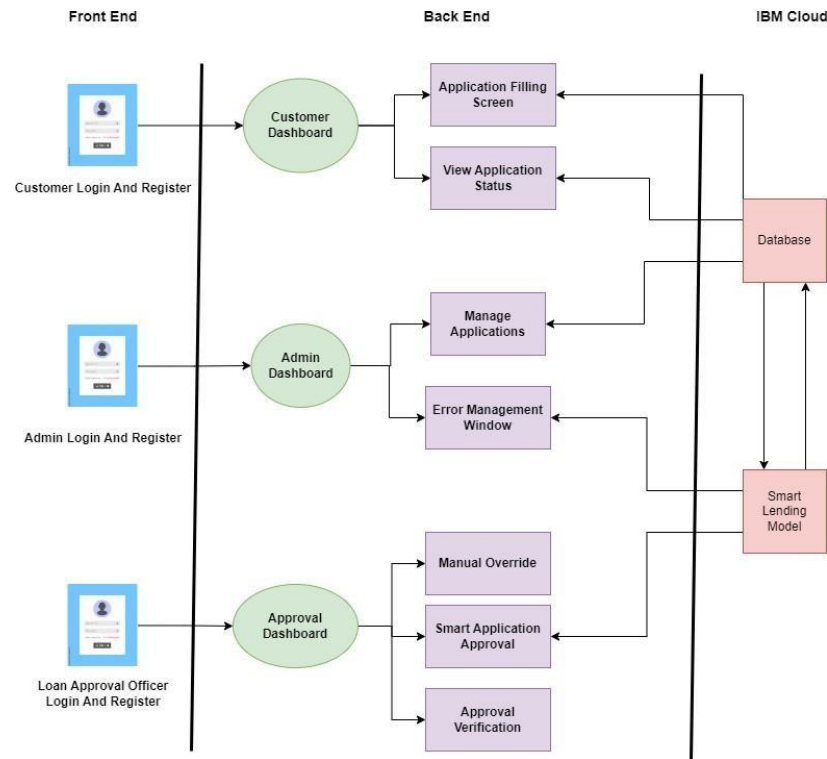 Front End
Back End
IBM Cloud
Customer Login And Register
Customer
Dashboard
Application Filling
Screen
View Application
Status
Database
Admin Login And Register
Admin
Dashboard
Manage
Applications
Error Management
Window
Smart
Lending
Model
Loan Approval Officer
Login And Register
Approval
Dashboard
Manual Override
Smart Application
Approval
Approval
Verification